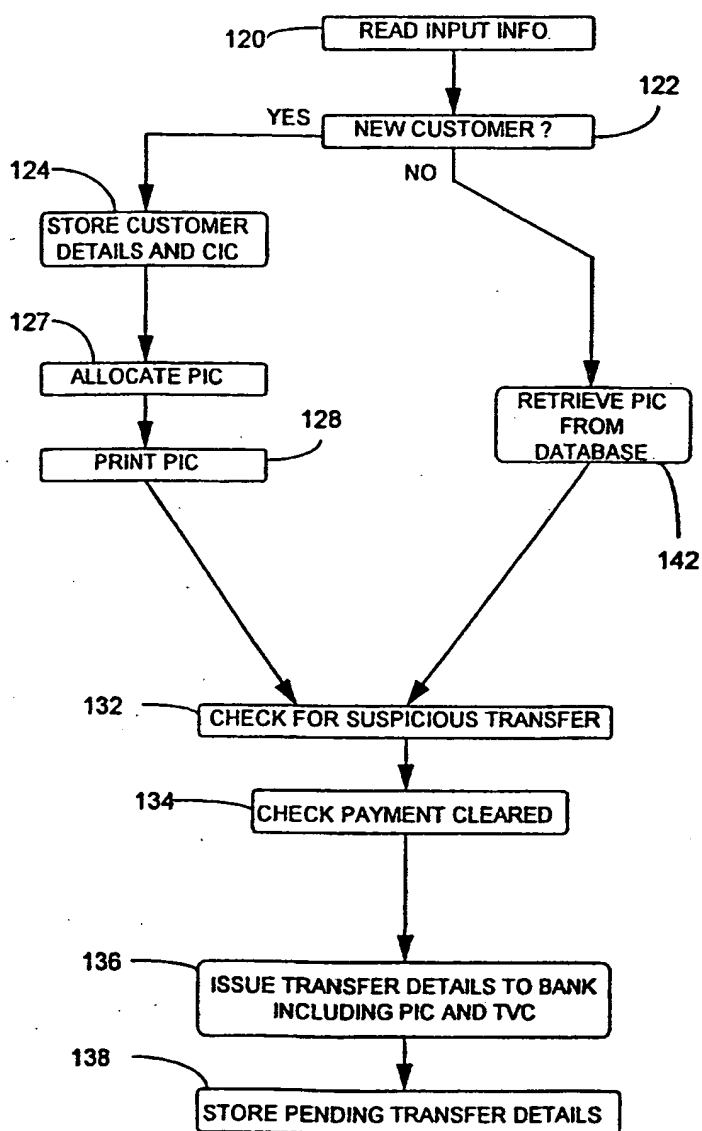 120
READ INPUT INFO
122
YES
NEW CUSTOMER ?
NO
124
STORE CUSTOMER
DETAILS AND CIC
127
ALLOCATE PIC
128
PRINT PIC
RETRIEVE PIC
FROM
DATABASE
142
132
CHECK FOR SUSPICIOUS TRANSFER
134
CHECK PAYMENT CLEARED
136
ISSUE TRANSFER DETAILS TO BANK
INCLUDING PIC AND TVC
138
STORE PENDING TRANSFER DETAILS